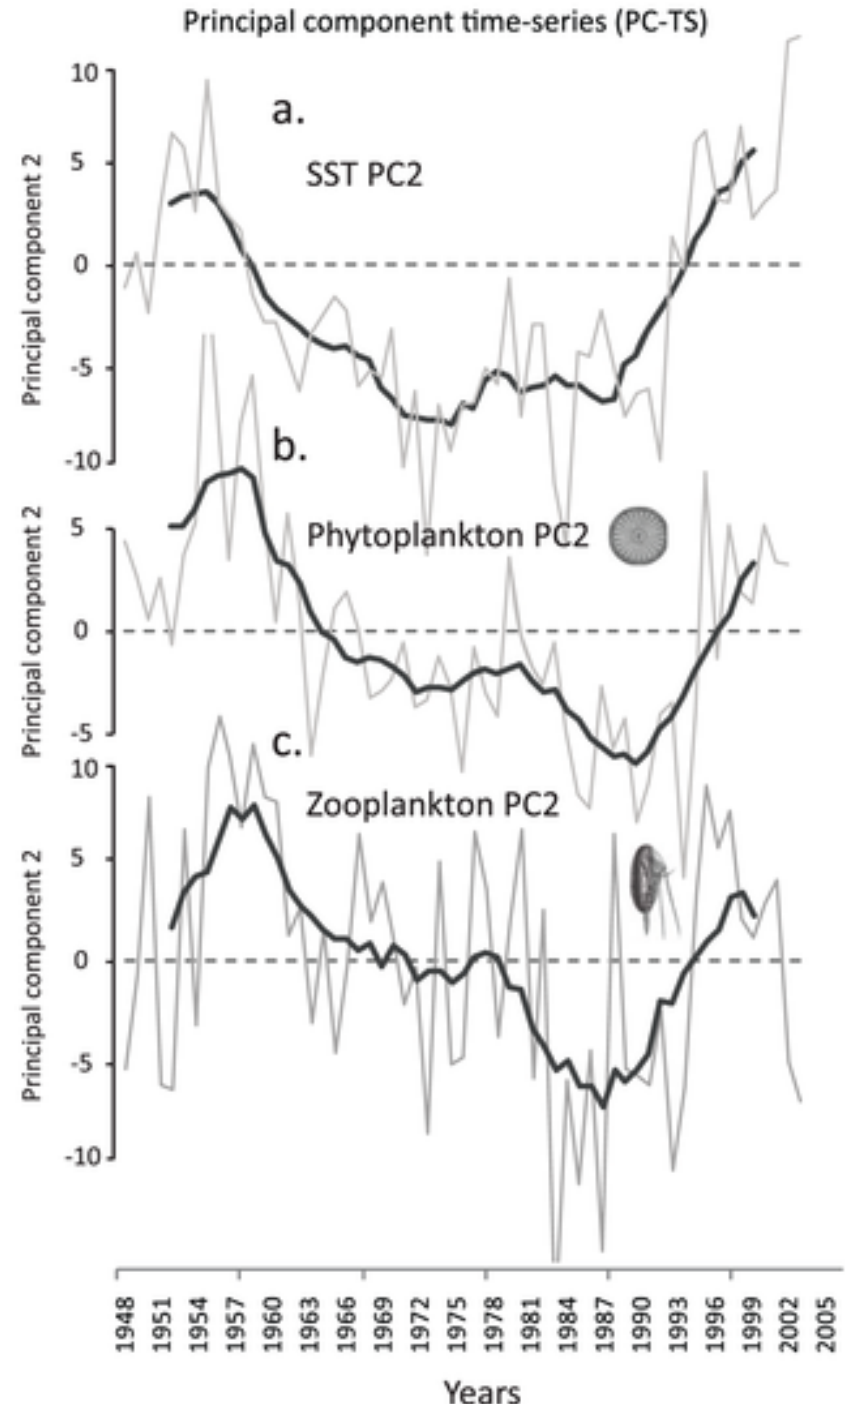 Principal component time-series (PC-TS)
a.
SST PC2
Principal component 2
10
5
0
-5
-10
b.
Phytoplankton PC2
Principal component 2
5
0
-5
c.
Zooplankton PC2
Principal component 2
10
5
0
-5
-10
1948 1951 1954 1957 1960 1963 1966 1969 1972 1975 1978 1981 1984 1987 1990 1993 1996 1999 2002 2005
Years